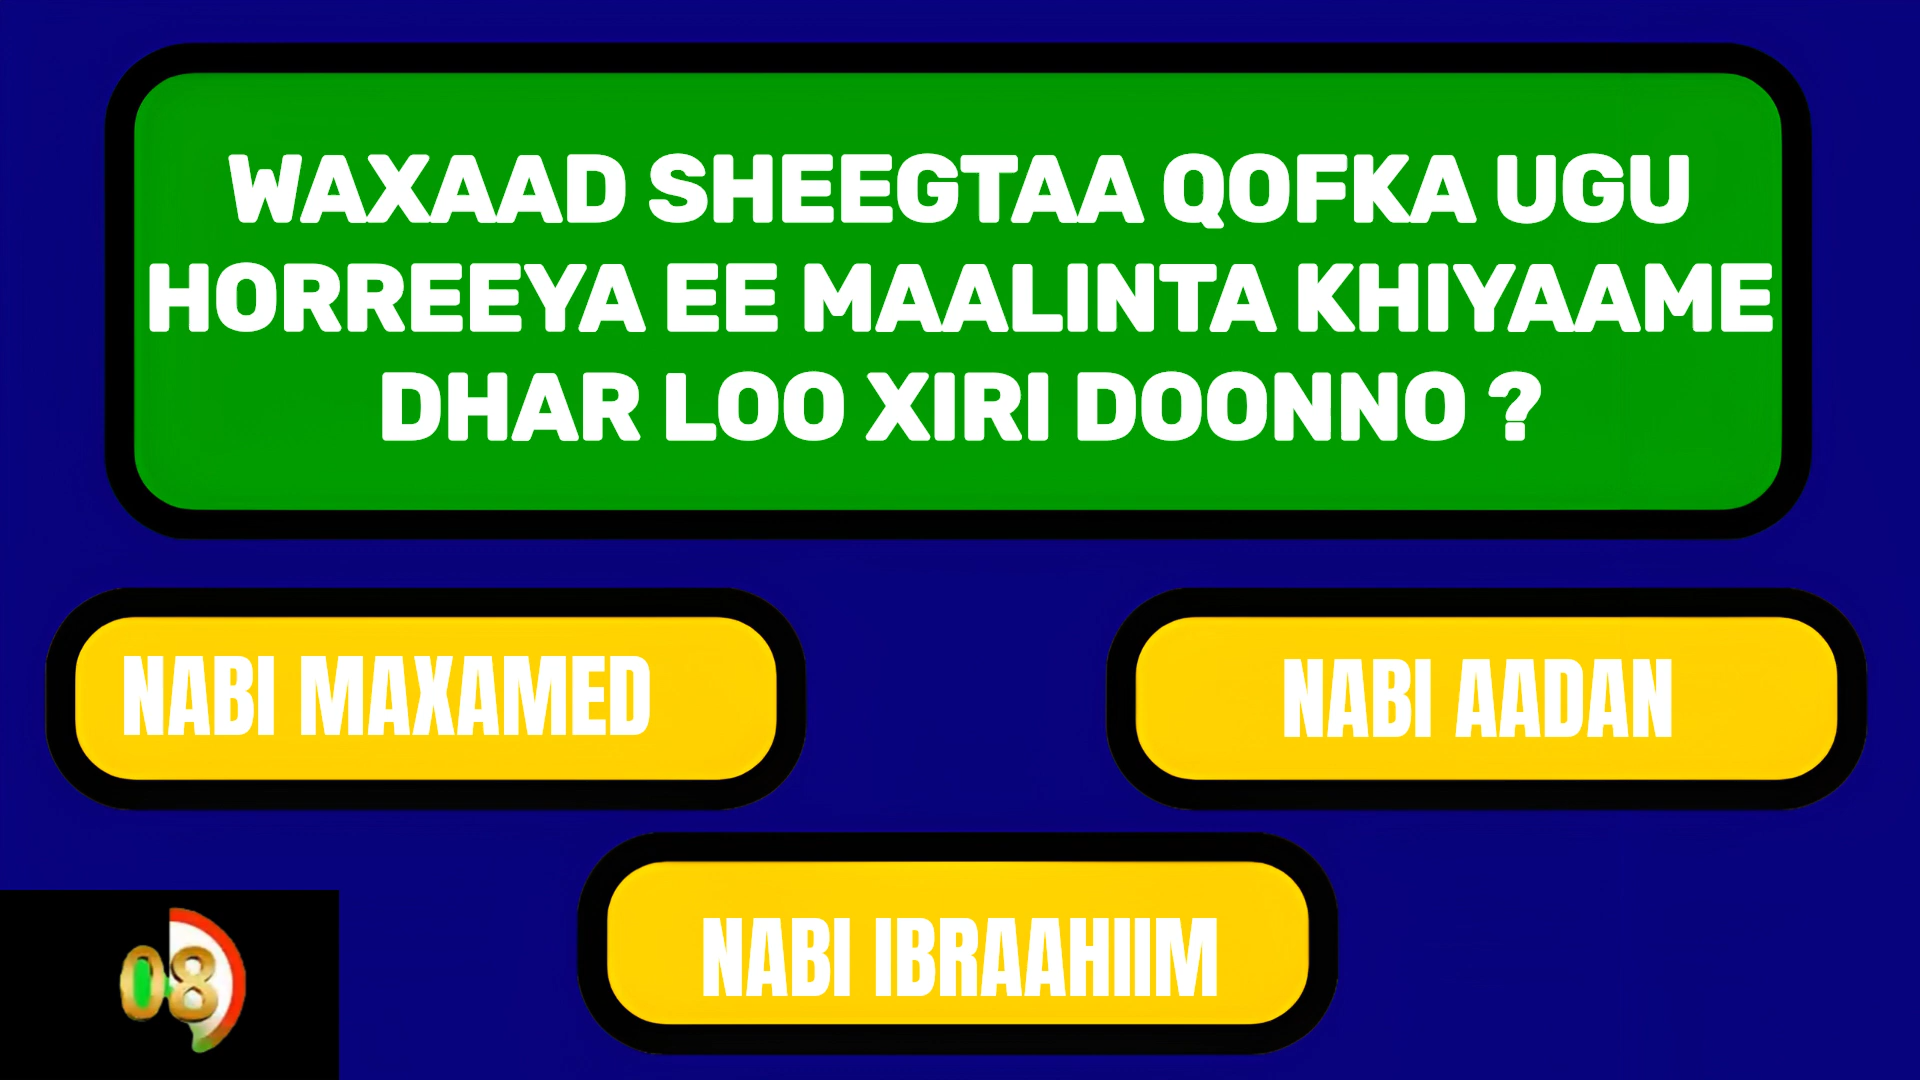 WAXAAD SHEEGTAA QOFKA UGU
HORREEYA EE MAALINTA KHIYAAME
DHAR LOO XIRI DOONNO ?
NABI MAXAMED
NABI AADAN
NABI IBRAAHIIM
08